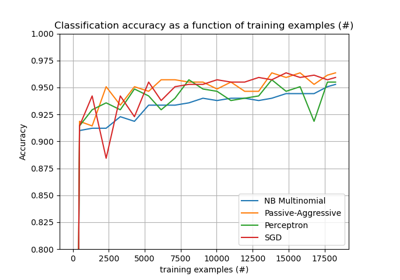 Classification accuracy as a function of training examples (#)
1.000
0.975
0.950
0.925
0.900
0.875
0.850
0.825
0.800
Accuracy
NB Multinomial
Passive-Aggressive
Perceptron
SGD
0 2500 5000 7500 10000 12500 15000 17500
training examples (#)